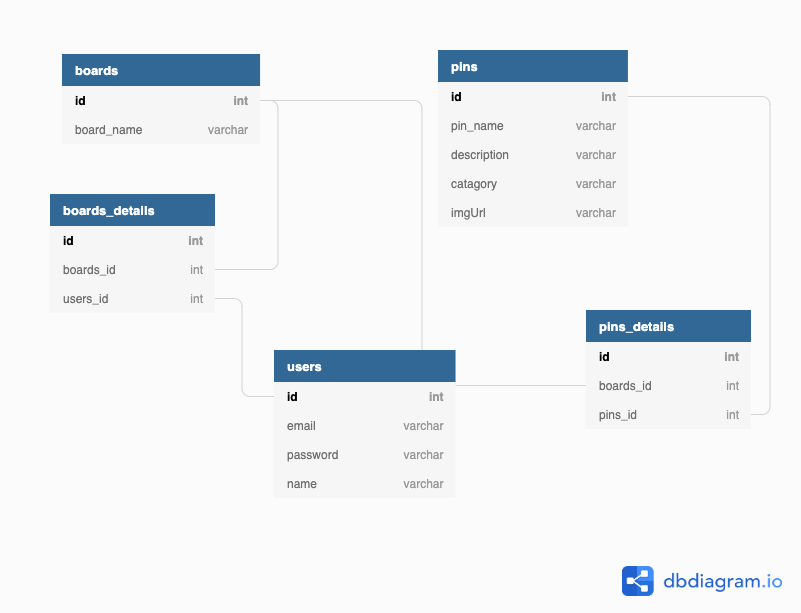 boards
id int
board_name varchar
pins
id int
pin_name varchar
description varchar
catagory varchar
imgUrl varchar
boards_details
id int
boards_id int
users_id int
users
id int
email varchar
password varchar
name varchar
pins_details
id int
boards_id int
pins_id int
dbdiagram.io